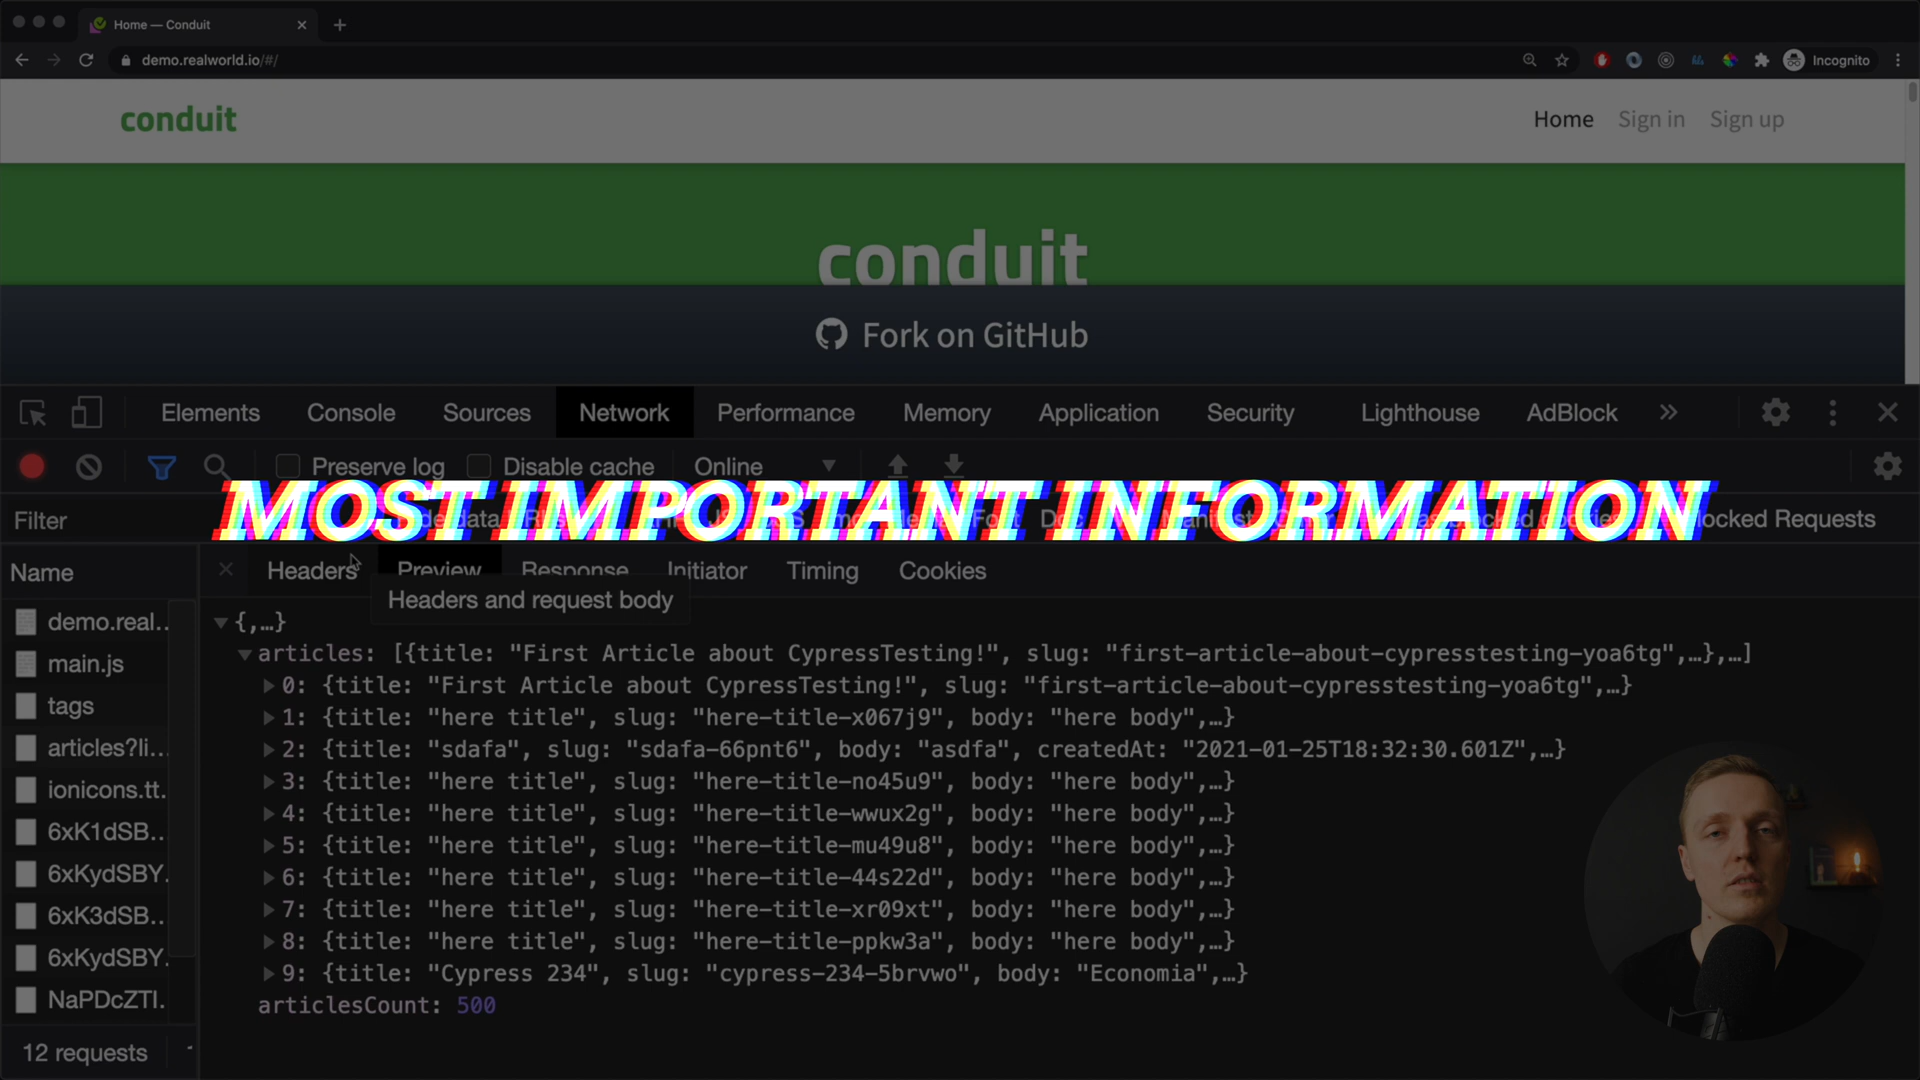 Home — Conduit
demo.realworld.io/#/
Incognito
conduit
Home Sign in Sign up
conduit
Fork on GitHub
Elements Console Sources Network Performance Memory Application Security Lighthouse AdBlock
Preserve log Disable cache Online
MOST IMPORTANT INFORMATION
Filter
Requests
Name
Headers Preview Response Initiator Timing Cookies
Headers and request body
demo.real...
main.js
tags
articles?li...
ionicons.tt.
6xK1dSB..
6xKydSBY.
6xK3dSB..
6xKydSBY.
NaPDcZTI.
{,…}
articles: [{title: "First Article about CypressTesting!", slug: "first-article-about-cypresstesting-yoa6tg",…},…]
0: {title: "First Article about CypressTesting!", slug: "first-article-about-cypresstesting-yoa6tg",…}
1: {title: "here title", slug: "here-title-x067j9", body: "here body",…}
2: {title: "sdafa", slug: "sdafa-66pnt6", body: "asdfa", createdAt: "2021-01-25T18:32:30.601Z",…}
3: {title: "here title", slug: "here-title-no45u9", body: "here body",…}
4: {title: "here title", slug: "here-title-wwux2g", body: "here body",…}
5: {title: "here title", slug: "here-title-mu49u8", body: "here body",…}
6: {title: "here title", slug: "here-title-44s22d", body: "here body",…}
7: {title: "here title", slug: "here-title-xr09xt", body: "here body",…}
8: {title: "here title", slug: "here-title-ppkw3a", body: "here body",…}
9: {title: "Cypress 234", slug: "cypress-234-5brvwo", body: "Economia",…}
articlesCount: 500
12 requests